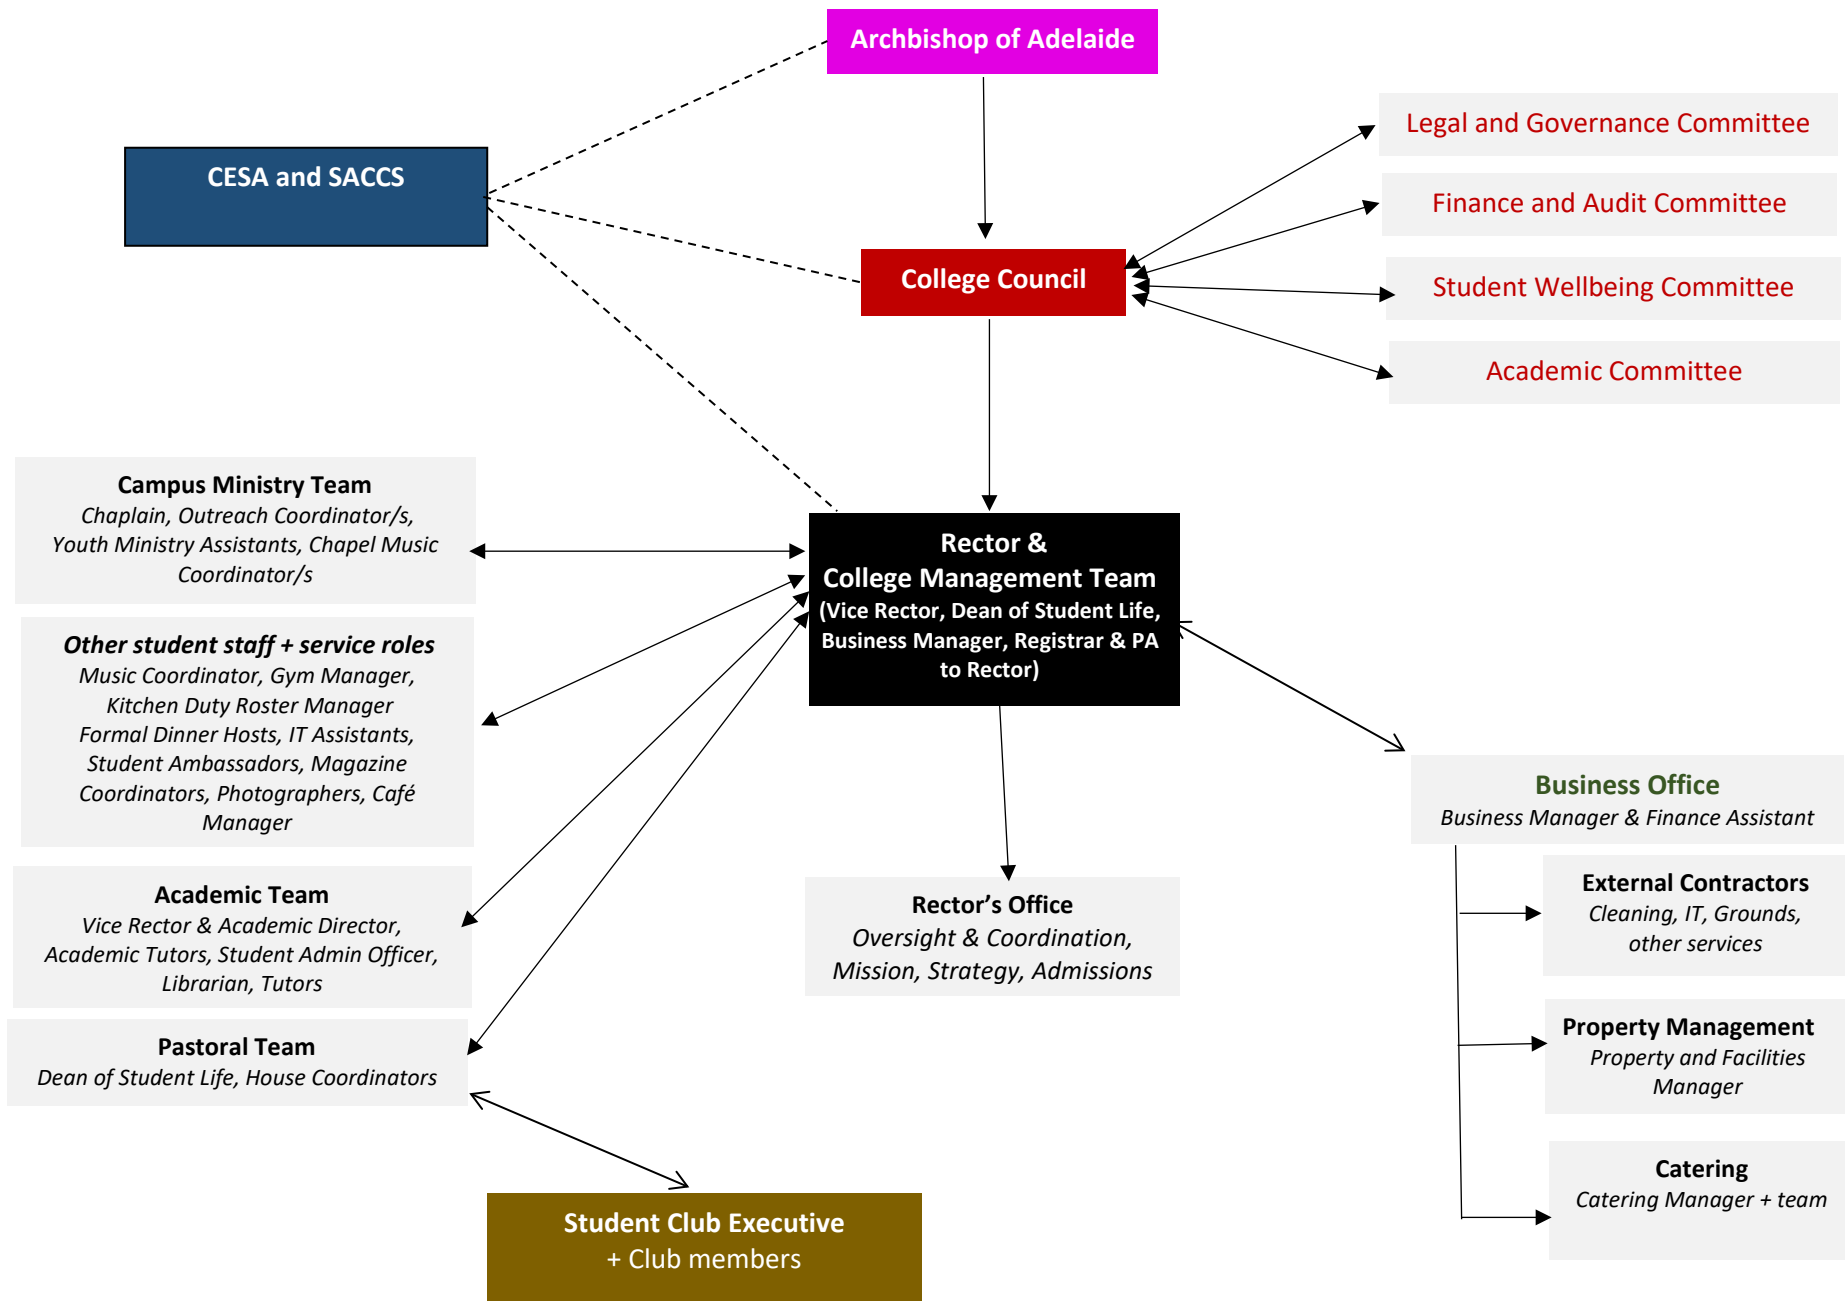 Archbishop of Adelaide
CESA and SACCS
College Council
Legal and Governance Committee
Finance and Audit Committee
Student Wellbeing Committee
Academic Committee
Campus Ministry Team
Chaplain, Outreach Coordinator/s,
Youth Ministry Assistants, Chapel Music
Coordinator/s
Other student staff + service roles
Music Coordinator, Gym Manager,
Kitchen Duty Roster Manager
Formal Dinner Hosts, IT Assistants,
Student Ambassadors, Magazine
Coordinators, Photographers, Café
Manager
Academic Team
Vice Rector & Academic Director,
Academic Tutors, Student Admin Officer,
Librarian, Tutors
Pastoral Team
Dean of Student Life, House Coordinators
Student Club Executive
+ Club members
Rector &
College Management Team
(Vice Rector, Dean of Student Life,
Business Manager, Registrar & PA
to Rector)
Rector’s Office
Oversight & Coordination,
Mission, Strategy, Admissions
Business Office
Business Manager & Finance Assistant
External Contractors
Cleaning, IT, Grounds,
other services
Property Management
Property and Facilities
Manager
Catering
Catering Manager + team